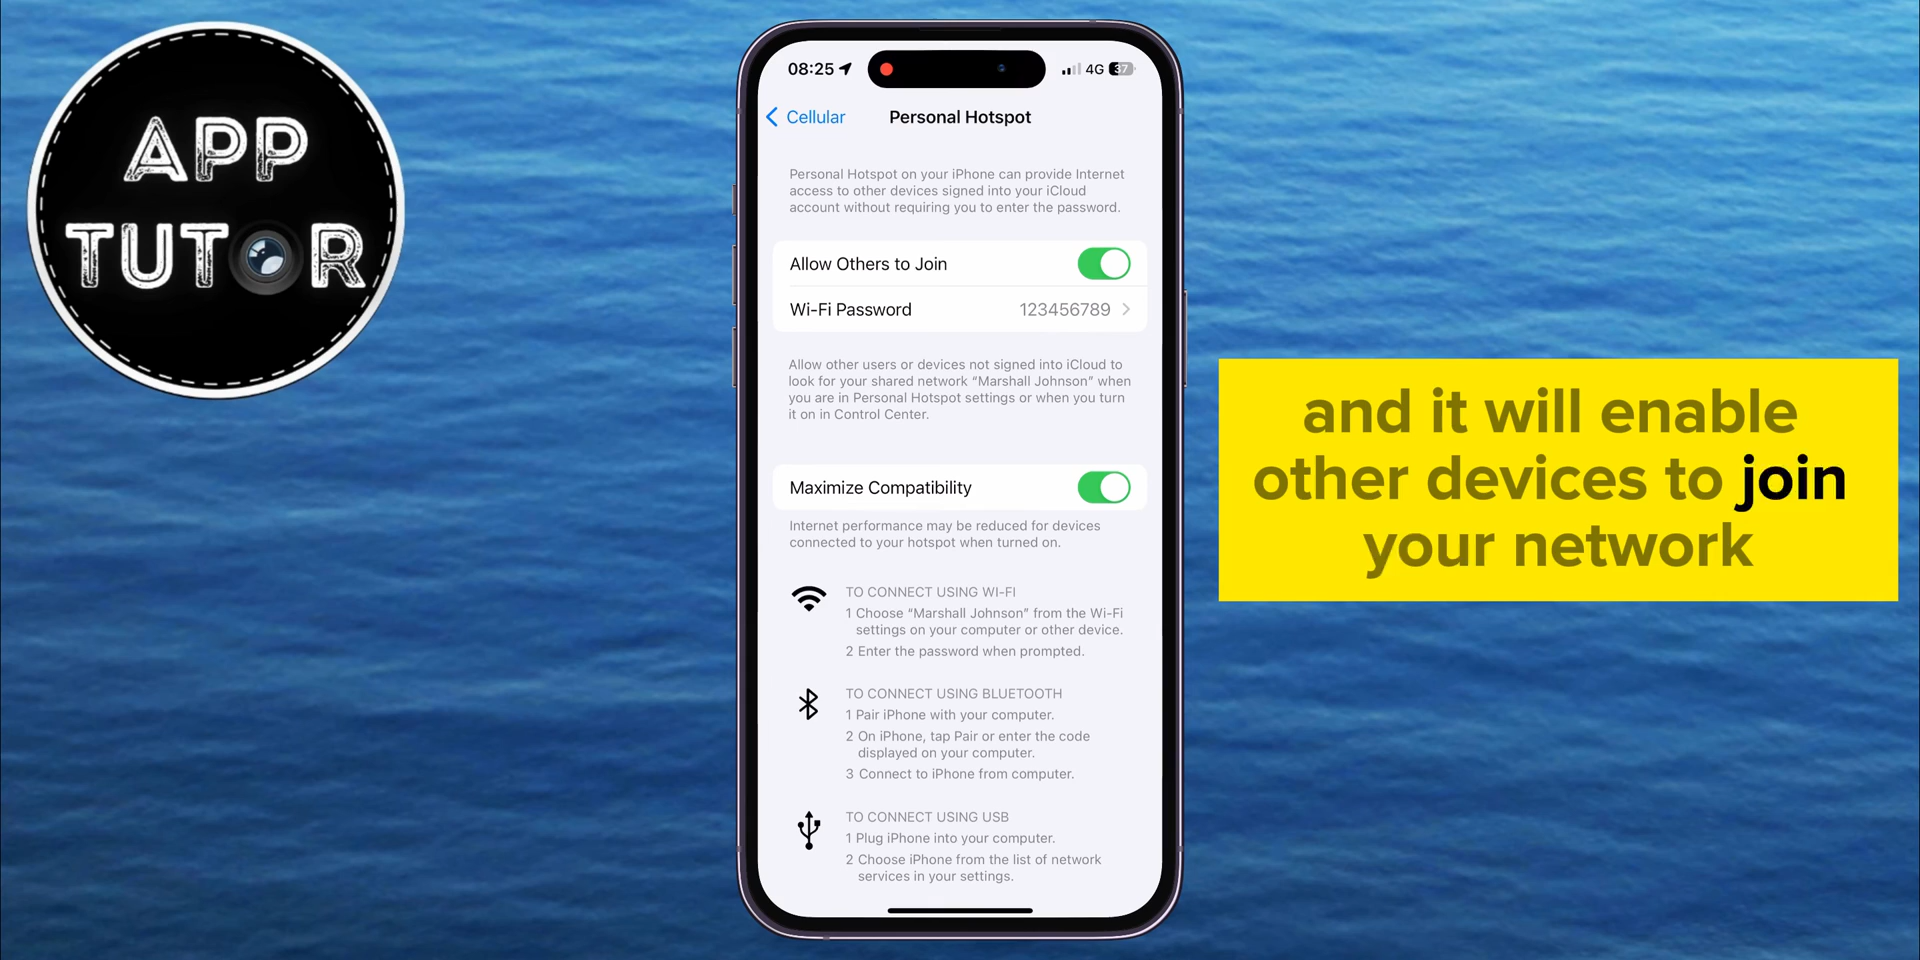 APP
TUTOR
08:25
4G
37
Cellular
Personal Hotspot
Personal Hotspot on your iPhone can provide Internet
access to other devices signed into your iCloud
account without requiring you to enter the password.
Allow Others to Join
Wi-Fi Password 123456789
Allow other users or devices not signed into iCloud to
look for your shared network “Marshall Johnson” when
you are in Personal Hotspot settings or when you turn
it on in Control Center.
Maximize Compatibility
Internet performance may be reduced for devices
connected to your hotspot when turned on.
TO CONNECT USING WI-FI
1 Choose “Marshall Johnson” from the Wi-Fi
settings on your computer or other device.
2 Enter the password when prompted.
TO CONNECT USING BLUETOOTH
1 Pair iPhone with your computer.
2 On iPhone, tap Pair or enter the code
displayed on your computer.
3 Connect to iPhone from computer.
TO CONNECT USING USB
1 Plug iPhone into your computer.
2 Choose iPhone from the list of network
services in your settings.
and it will enable
other devices to join
your network